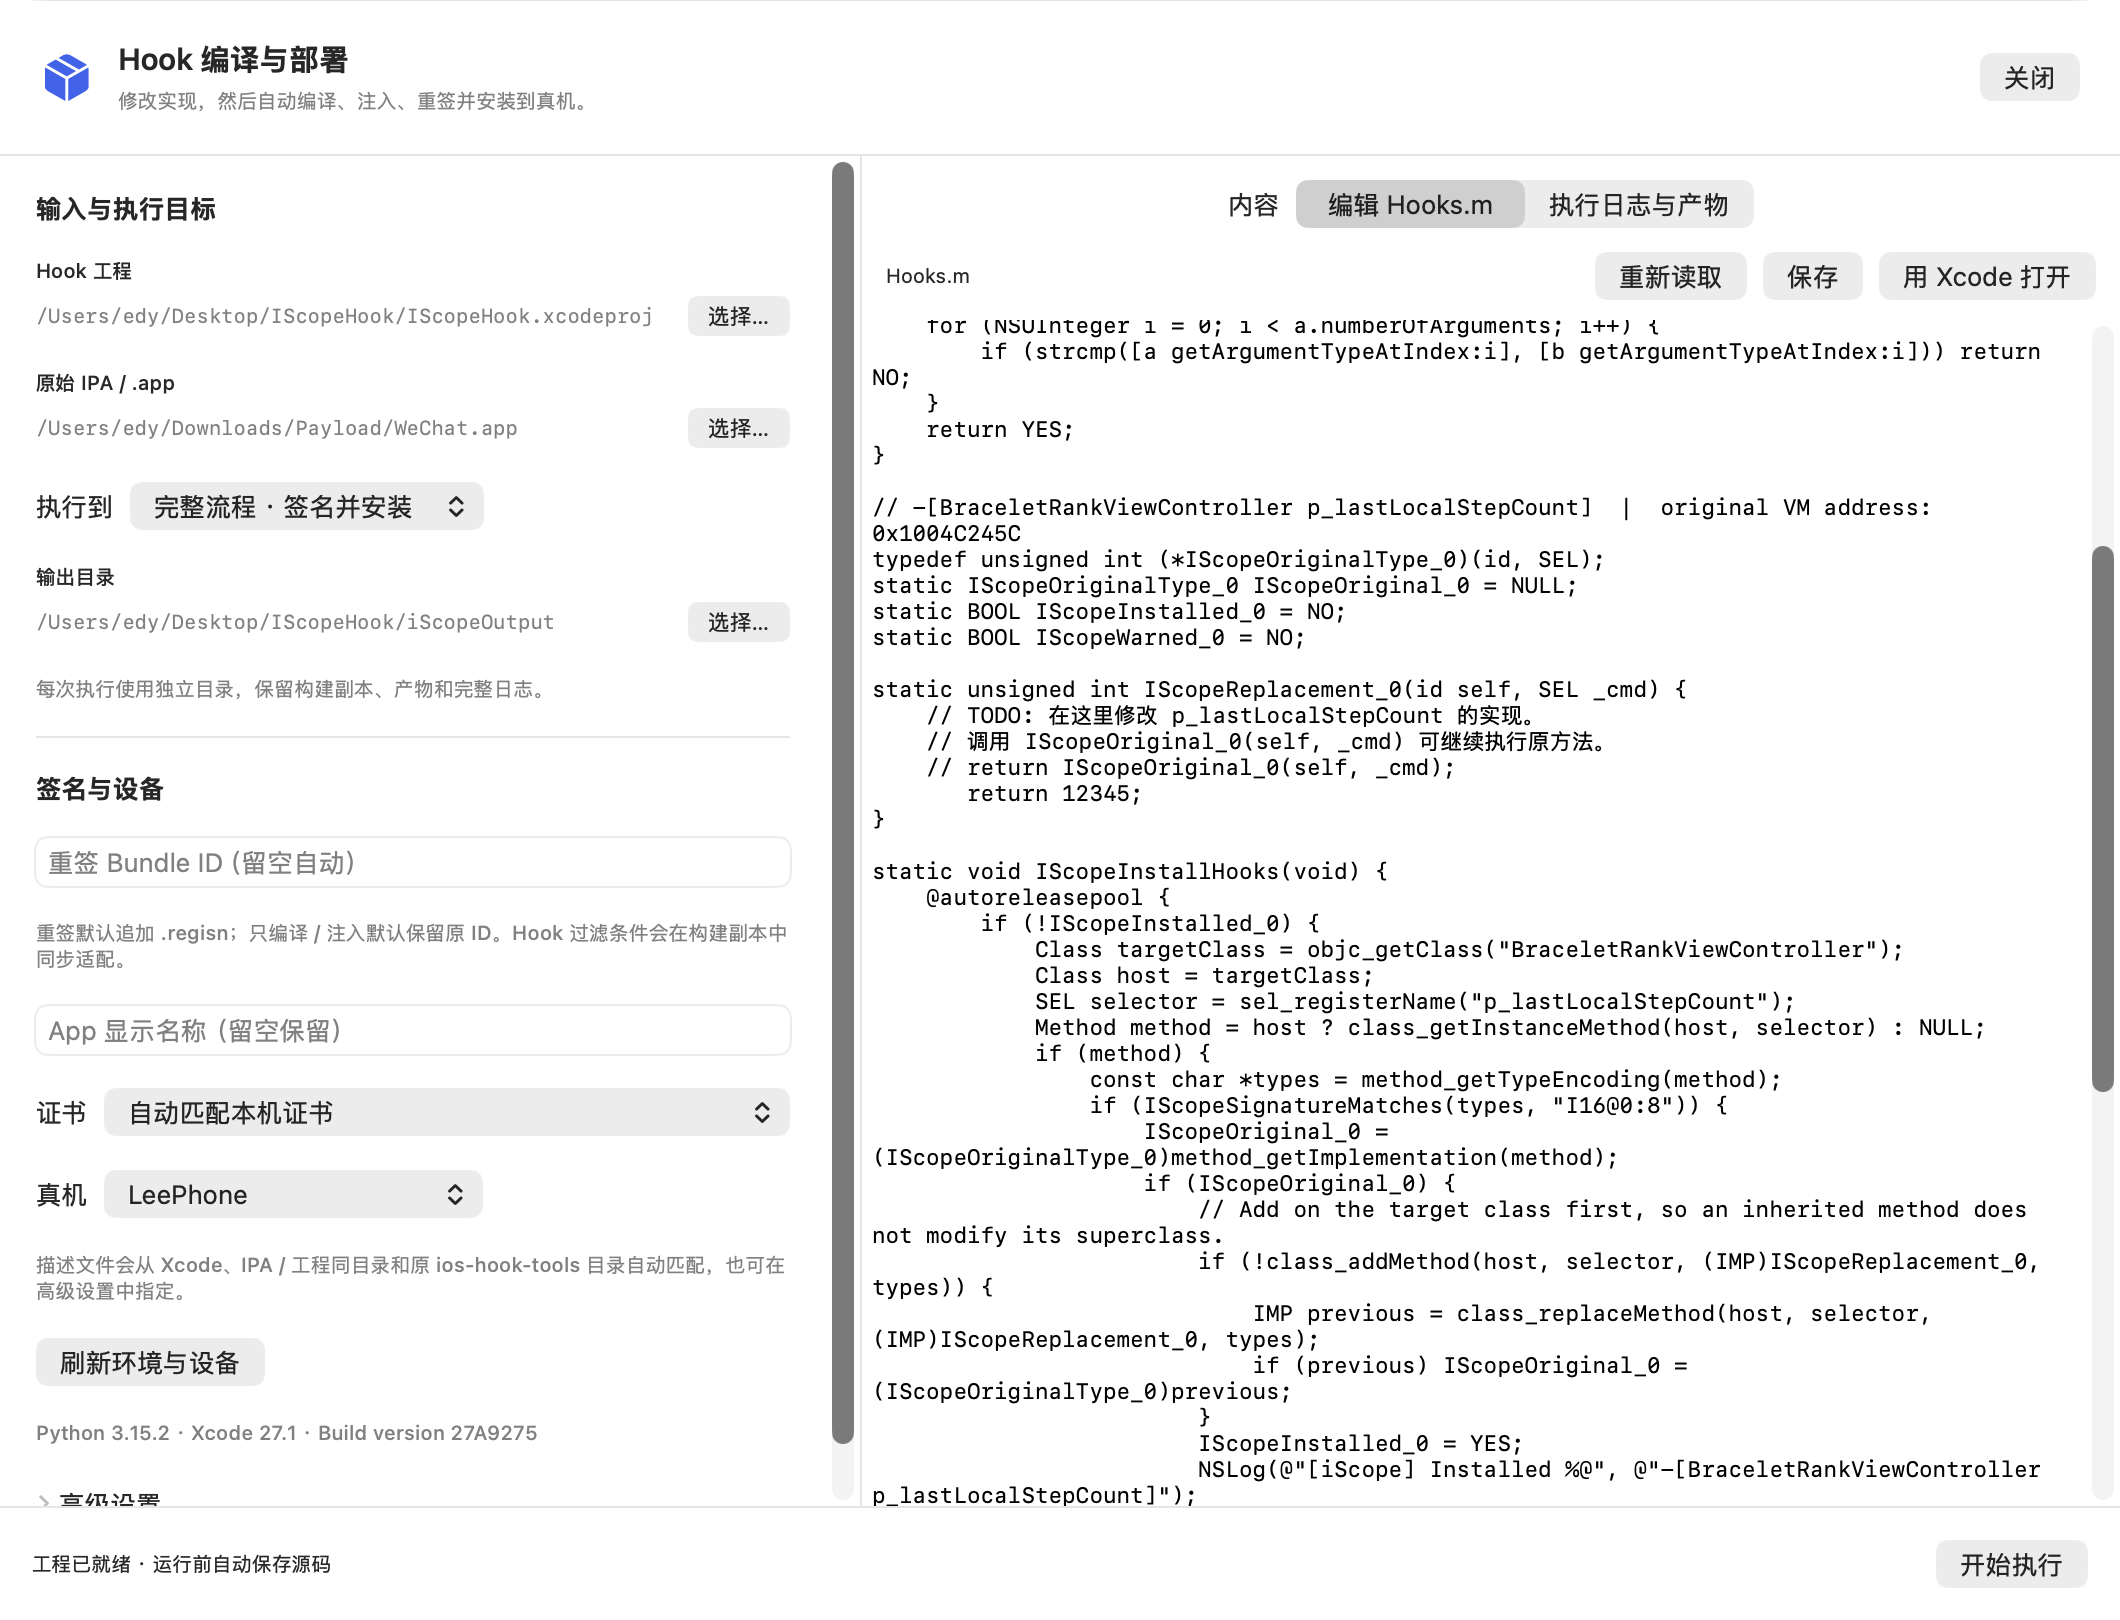 Hook 编译与部署
修改实现，然后自动编译、注入、重签并安装到真机。
关闭
输入与执行目标
Hook 工程
/Users/edy/Desktop/IScopeHook/IScopeHook.xcodeproj
选择...
原始 IPA / .app
/Users/edy/Downloads/Payload/WeChat.app
选择...
执行到
完整流程 · 签名并安装
输出目录
/Users/edy/Desktop/IScopeHook/iScopeOutput
选择...
每次执行使用独立目录，保留构建副本、产物和完整日志。
签名与设备
重签 Bundle ID (留空自动)
重签默认追加 .regisn；只编译 / 注入默认保留原 ID。Hook 过滤条件会在构建副本中
同步适配。
App 显示名称 (留空保留)
证书
自动匹配本机证书
真机
LeePhone
描述文件会从 Xcode、IPA / 工程同目录和原 ios-hook-tools 目录自动匹配，也可在
高级设置中指定。
刷新环境与设备
Python 3.15.2 · Xcode 27.1 · Build version 27A9275
高级设置
内容
编辑 Hooks.m
执行日志与产物
Hooks.m
重新读取
保存
用 Xcode 打开
for (NSUInteger i = 0; i < a.numberOfArguments; i++) {
if (strcmp([a getArgumentTypeAtIndex:i], [b getArgumentTypeAtIndex:i])) return
NO;
}
return YES;
}
// -[BraceletRankViewController p_lastLocalStepCount]  |  original VM address:
0x1004C245C
typedef unsigned int (*IScopeOriginalType_0)(id, SEL);
static IScopeOriginalType_0 IScopeOriginal_0 = NULL;
static BOOL IScopeInstalled_0 = NO;
static BOOL IScopeWarned_0 = NO;
static unsigned int IScopeReplacement_0(id self, SEL _cmd) {
// TODO: 在这里修改 p_lastLocalStepCount 的实现。
// 调用 IScopeOriginal_0(self, _cmd) 可继续执行原方法。
// return IScopeOriginal_0(self, _cmd);
return 12345;
}
static void IScopeInstallHooks(void) {
@autoreleasepool {
if (!IScopeInstalled_0) {
Class targetClass = objc_getClass("BraceletRankViewController");
Class host = targetClass;
SEL selector = sel_registerName("p_lastLocalStepCount");
Method method = host ? class_getInstanceMethod(host, selector) : NULL;
if (method) {
const char *types = method_getTypeEncoding(method);
if (IScopeSignatureMatches(types, "I16@0:8")) {
IScopeOriginal_0 =
(IScopeOriginalType_0)method_getImplementation(method);
if (IScopeOriginal_0) {
// Add on the target class first, so an inherited method does
not modify its superclass.
if (!class_addMethod(host, selector, (IMP)IScopeReplacement_0,
types)) {
IMP previous = class_replaceMethod(host, selector,
(IMP)IScopeReplacement_0, types);
if (previous) IScopeOriginal_0 =
(IScopeOriginalType_0)previous;
}
IScopeInstalled_0 = YES;
NSLog(@"[iScope] Installed %@", @"-[BraceletRankViewController
p_lastLocalStepCount]");
工程已就绪 · 运行前自动保存源码
开始执行